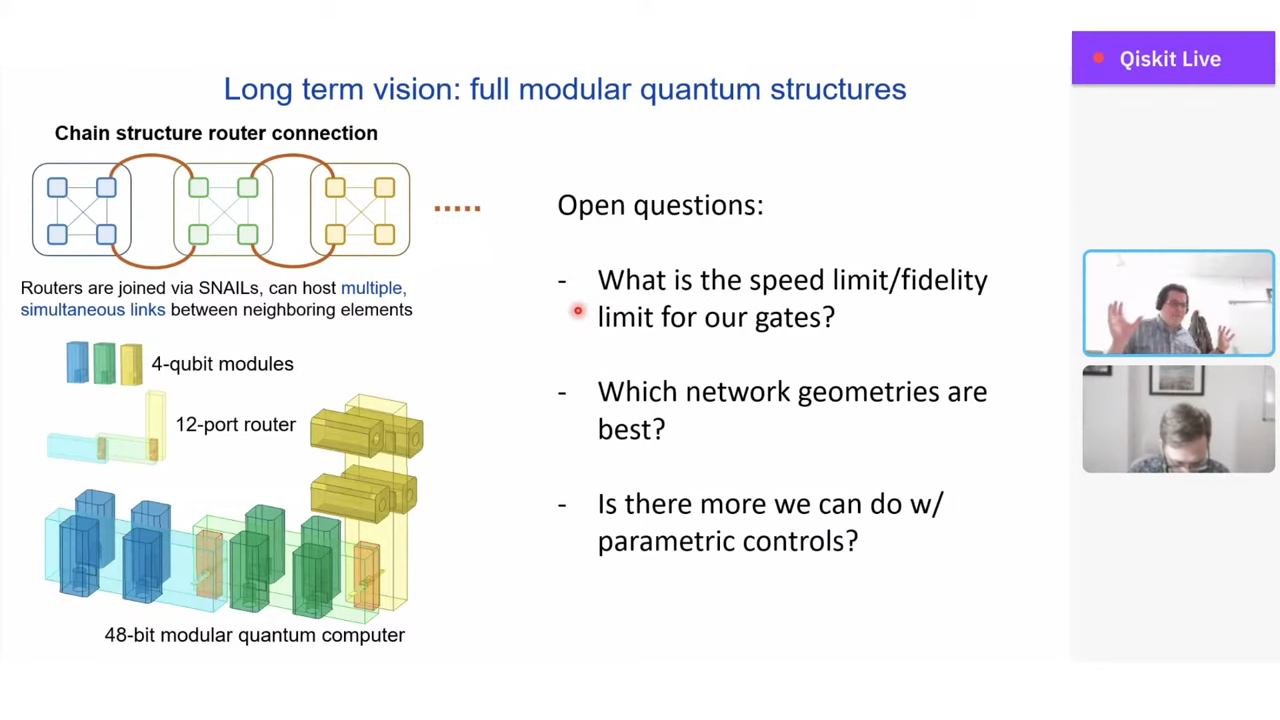 Qiskit Live
Long term vision: full modular quantum structures
Chain structure router connection
Routers are joined via SNAILs, can host multiple,
simultaneous links between neighboring elements
4-qubit modules
12-port router
48-bit modular quantum computer
Open questions:
- What is the speed limit/fidelity
limit for our gates?
- Which network geometries are
best?
- Is there more we can do w/
parametric controls?